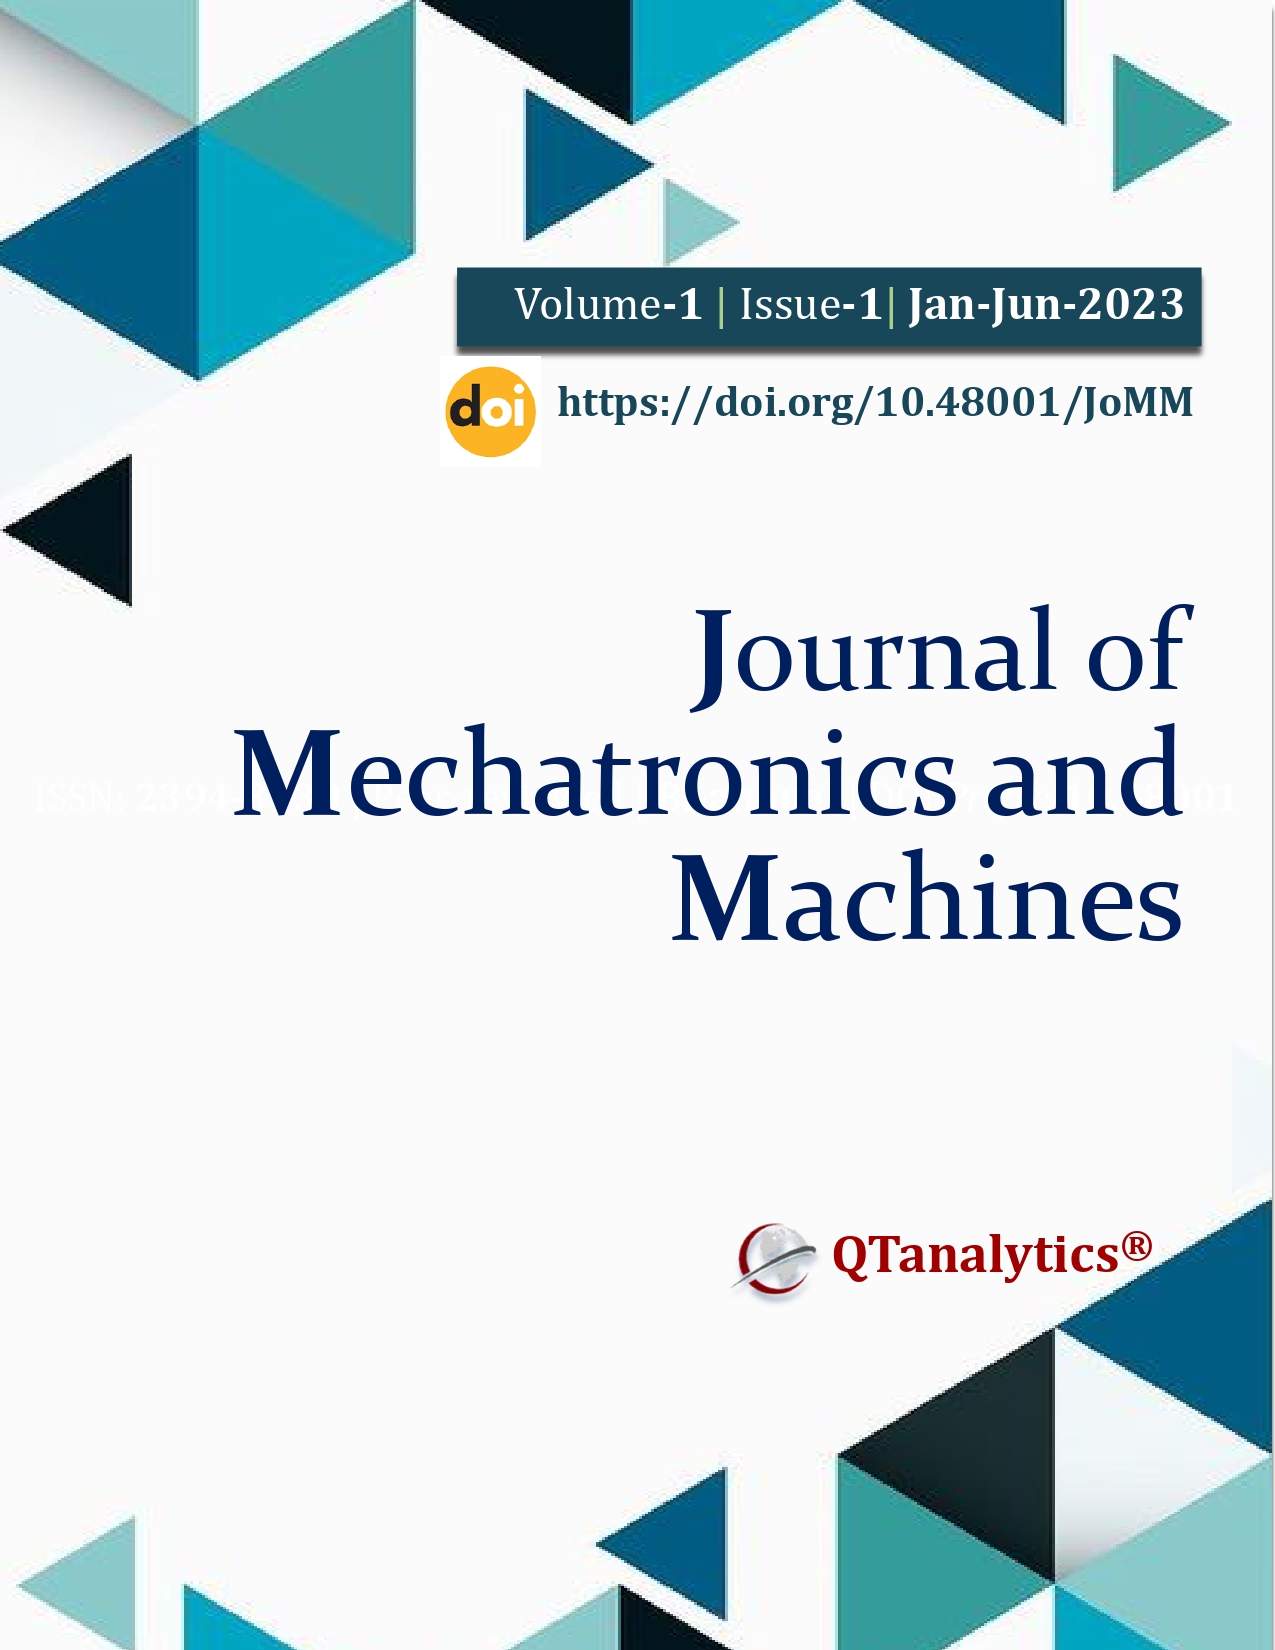 Volume-1 | Issue-1| Jan-Jun-2023
doi https://doi.org/10.48001/JoMM
Journal of
Mechatronics and
Machines
ISSN:
QTanalytics®